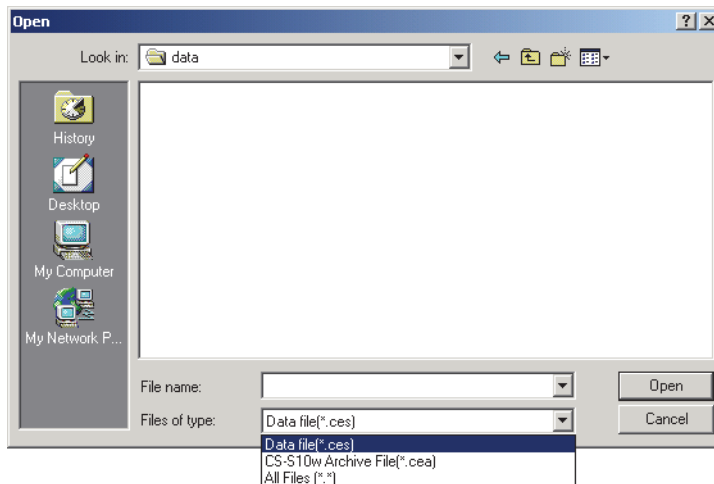 Open
Look in:
data
History
Desktop
My Computer
My Network P...
File name:
Open
Files of type:
Data file(*.ces)
Cancel
Data file(*.ces)
CS-S10w Archive File(*.cea)
All Files (*.*)